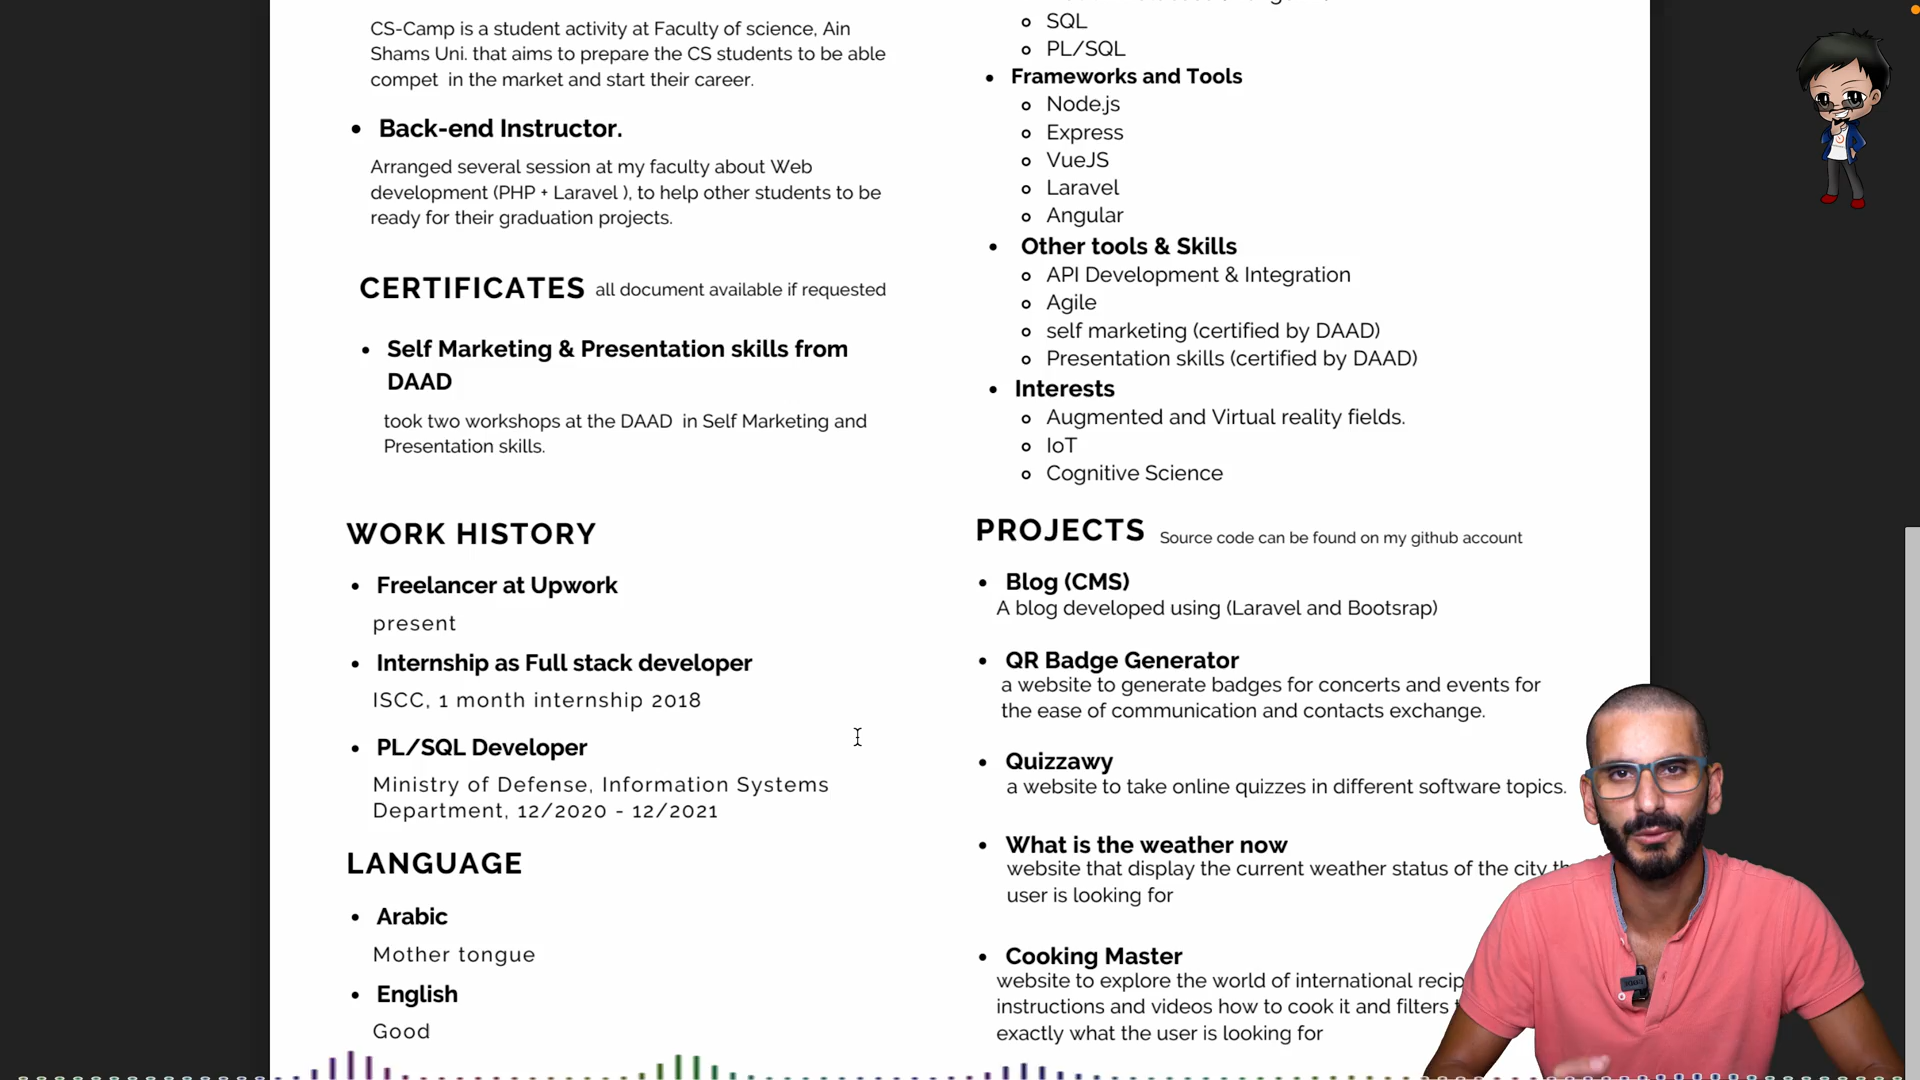 CS-Camp is a student activity at Faculty of science, Ain
Shams Uni. that aims to prepare the CS students to be able
compet in the market and start their career.
Back-end Instructor.
Arranged several session at my faculty about Web
development (PHP + Laravel ), to help other students to be
ready for their graduation projects.
CERTIFICATES all document available if requested
Self Marketing & Presentation skills from
DAAD
took two workshops at the DAAD in Self Marketing and
Presentation skills.
WORK HISTORY
Freelancer at Upwork
present
Internship as Full stack developer
ISCC, 1 month internship 2018
PL/SQL Developer
Ministry of Defense, Information Systems
Department, 12/2020 - 12/2021
LANGUAGE
Arabic
Mother tongue
English
Good
SQL
PL/SQL
Frameworks and Tools
Node.js
Express
VueJS
Laravel
Angular
Other tools & Skills
API Development & Integration
Agile
self marketing (certified by DAAD)
Presentation skills (certified by DAAD)
Interests
Augmented and Virtual reality fields.
IoT
Cognitive Science
PROJECTS Source code can be found on my github account
Blog (CMS)
A blog developed using (Laravel and Bootsrap)
QR Badge Generator
a website to generate badges for concerts and events for
the ease of communication and contacts exchange.
Quizzawy
a website to take online quizzes in different software topics.
What is the weather now
website that display the current weather status of the city
user is looking for
Cooking Master
website to explore the world of international
instructions and videos how to cook it and filters
exactly what the user is looking for